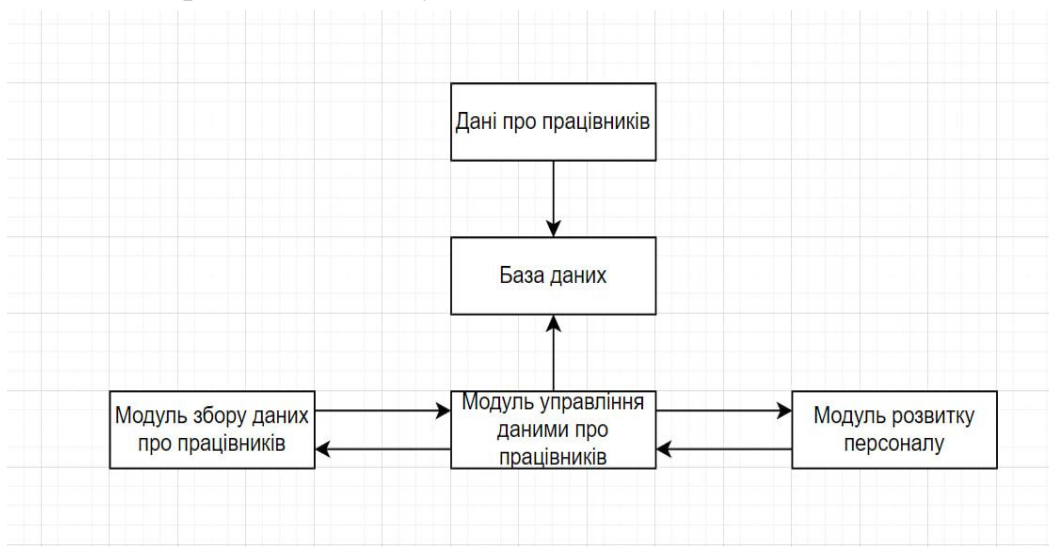 Дані про працівників
База даних
Модуль збору даних
про працівників
Модуль управління
даними про
працівників
Модуль розвитку
персоналу